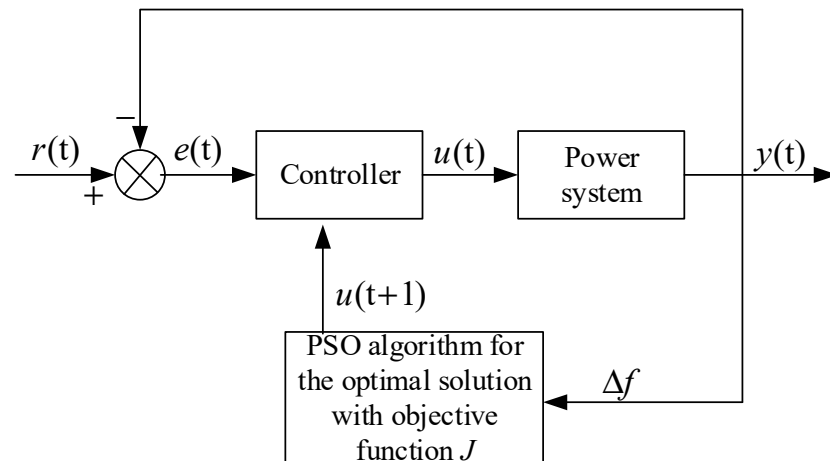 −
r(t)
+
e(t)
Controller
u(t)
Power
system
y(t)
u(t+1)
PSO algorithm for
the optimal solution
with objective
function J
Δf